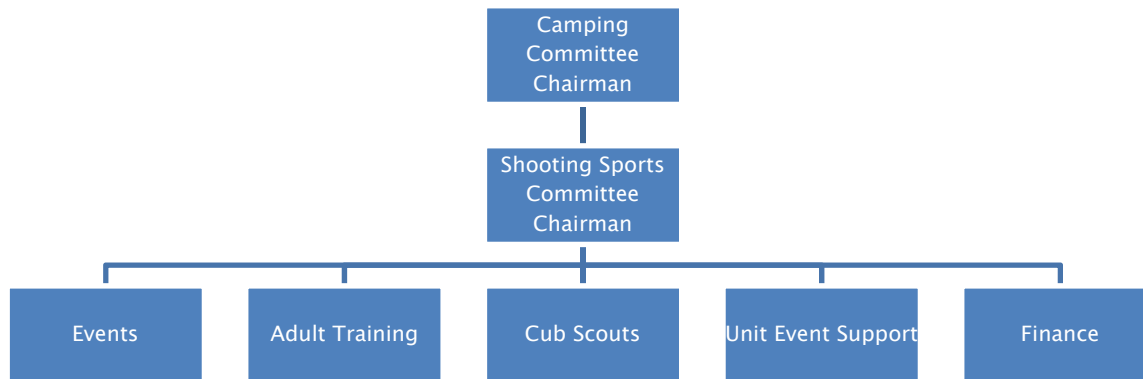 Camping
Committee
Chairman
Shooting Sports
Committee
Chairman
Events
Adult Training
Cub Scouts
Unit Event Support
Finance